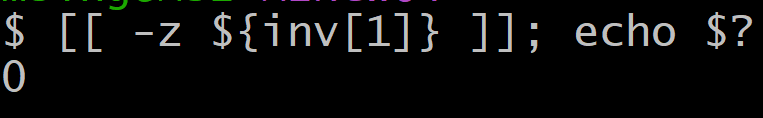 $ [[ -z ${inv[1]} ]]; echo $?
0